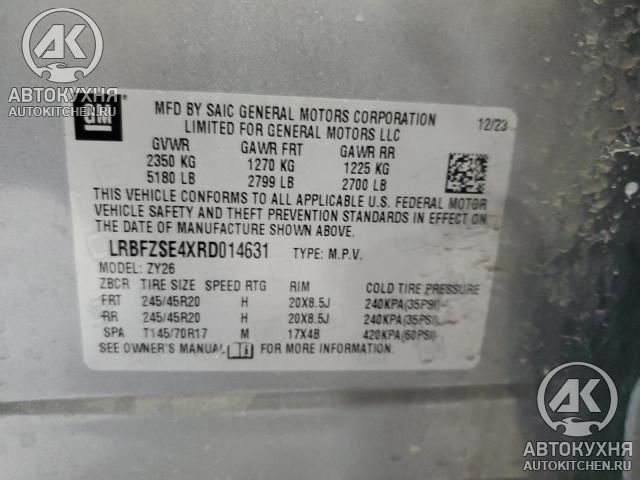 АК
АВТОКУХНЯ
AUTOKITCHEN.RU
GM
MFD BY SAIC GENERAL MOTORS CORPORATION
LIMITED FOR GENERAL MOTORS LLC
12/23
GVWR GAWR FRT GAWR RR
2350 KG 1270 KG 1225 KG
5180 LB 2799 LB 2700 LB
THIS VEHICLE CONFORMS TO ALL APPLICABLE U.S. FEDERAL MOTOR
VEHICLE SAFETY AND THEFT PREVENTION STANDARDS IN EFFECT ON
THE DATE OF MANUFACTURE SHOWN ABOVE.
LRBFZSE4XRD014631 TYPE: M.P.V.
MODEL: ZY26
ZBCR TIRE SIZE SPEED RTG RIM COLD TIRE PRESSURE
FRT 245/45R20 H 20X8.5J 240KPA(35PSI)
RR 245/45R20 H 20X8.5J 240KPA(35PSI)
SPA T145/70R17 M 17X4B 420KPA(60PSI)
SEE OWNER'S MANUAL FOR MORE INFORMATION.
АК
АВТОКУХНЯ
AUTOKITCHEN.RU